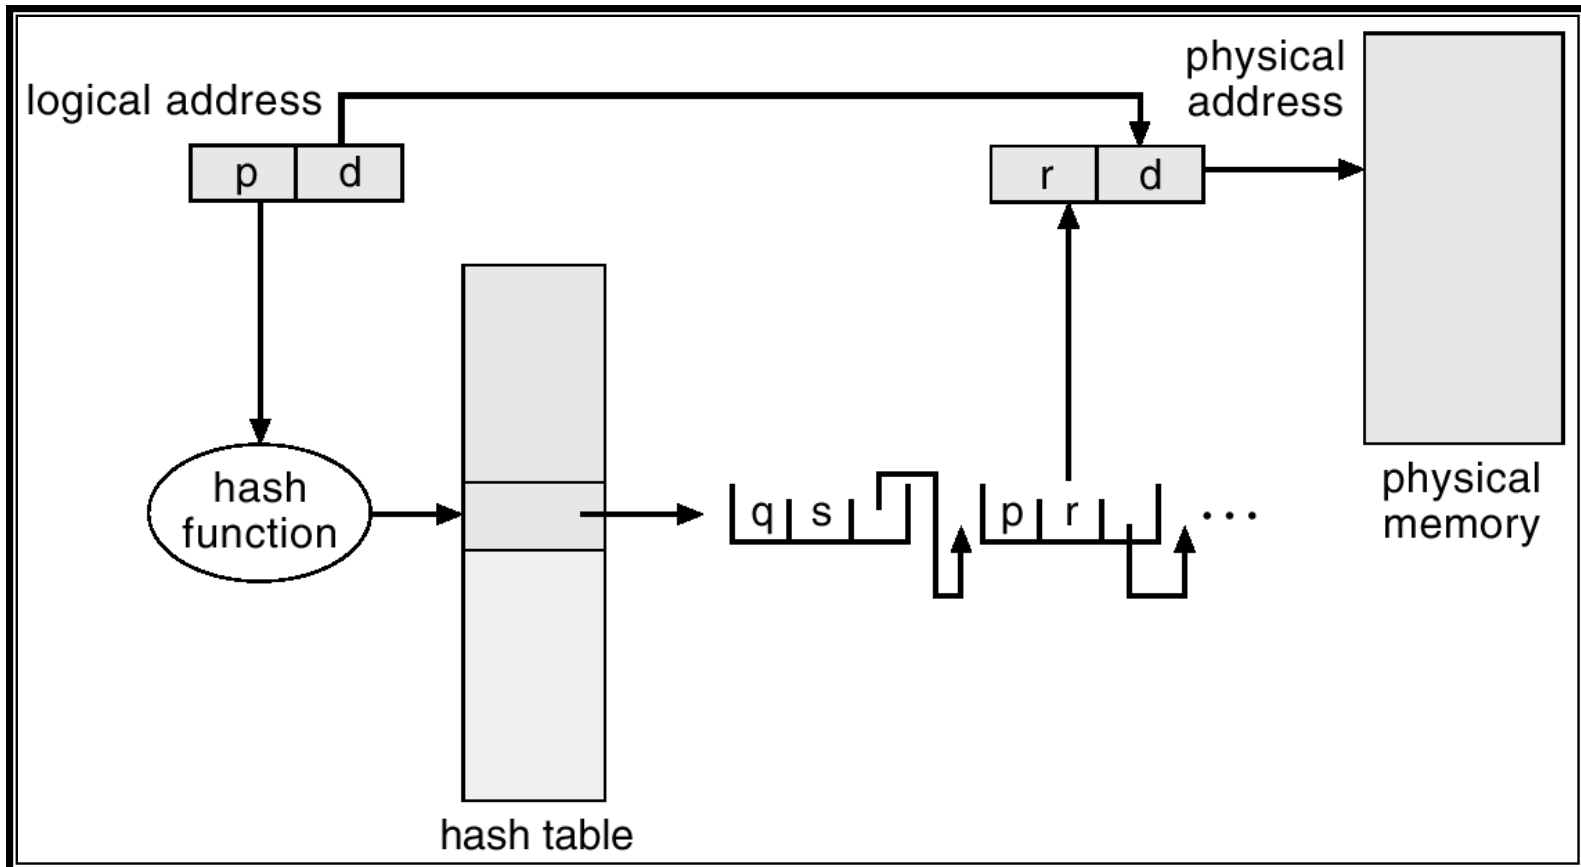 logical address
physical
address
p d
r d
hash
function
q s
p r
...
physical
memory
hash table